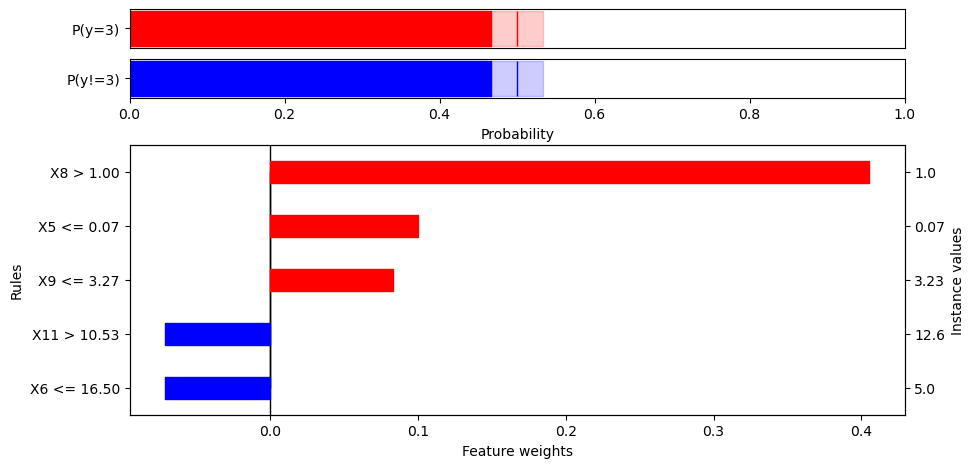 P(y=3)
P(y!=3)
0.0 0.2 0.4 0.6 0.8 1.0
Probability
X8 > 1.00 1.0
X5 <= 0.07 0.07
X9 <= 3.27 3.23
X11 > 10.53 12.6
X6 <= 16.50 5.0
Rules
Instance values
0.0 0.1 0.2 0.3 0.4
Feature weights